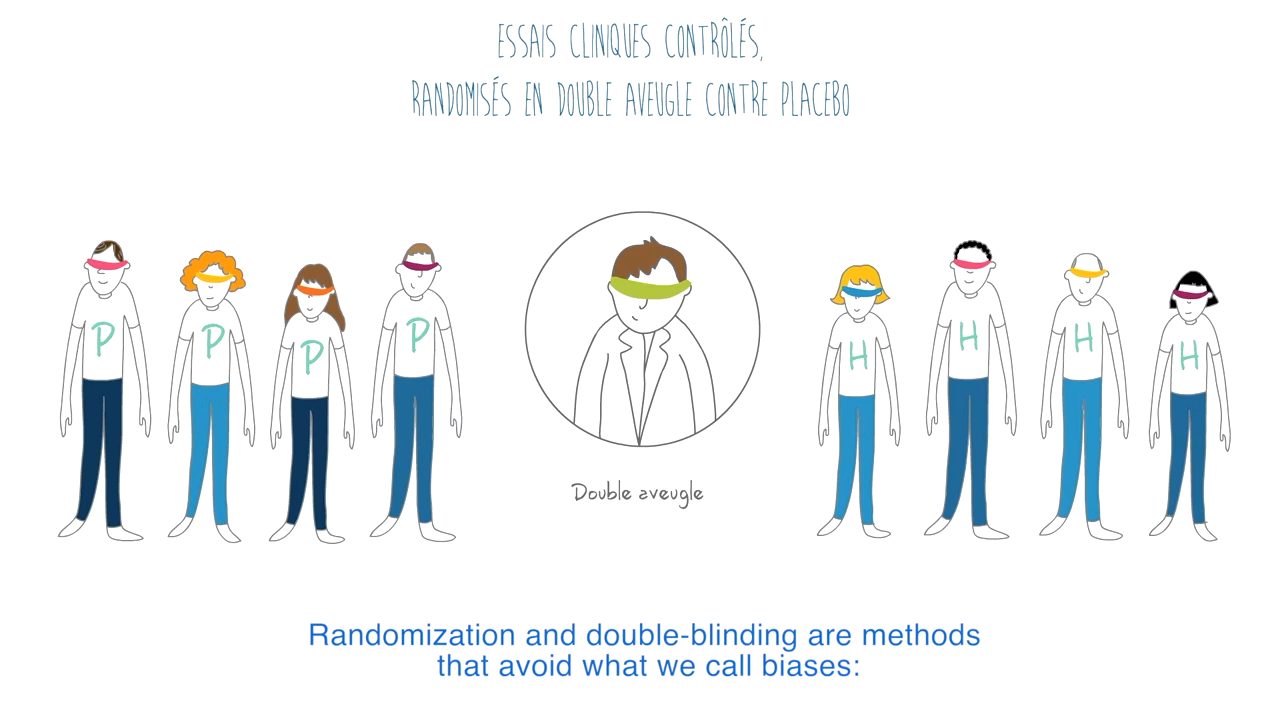 ESSAIS CLINIQUES CONTRÔLÉS,
RANDOMISÉS EN DOUBLE AVEUGLE CONTRE PLACEBO
P P P P H H H H
Double aveugle
Randomization and double-blinding are methods
that avoid what we call biases: